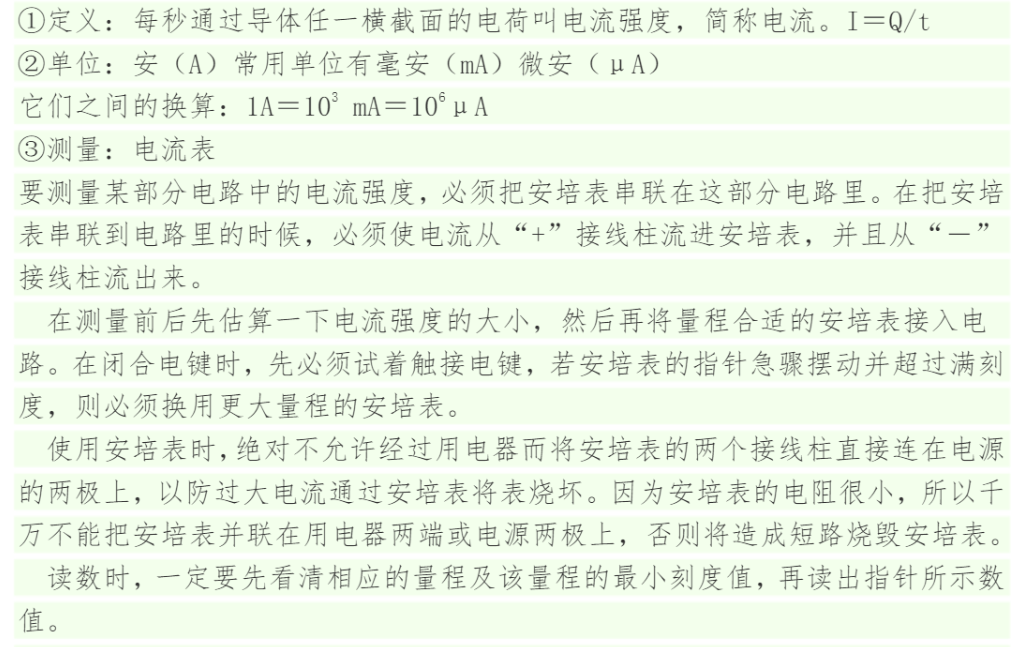 ①定义：每秒通过导体任一横截面的电荷叫电流强度，简称电流。I＝Q/t
②单位：安（A）常用单位有毫安（mA）微安（μA）
它们之间的换算：1A＝10³ mA＝10⁶μA
③测量：电流表
要测量某部分电路中的电流强度，必须把安培表串联在这部分电路里。在把安培
表串联到电路里的时候，必须使电流从“+”接线柱流进安培表，并且从“－”
接线柱流出来。
在测量前后先估算一下电流强度的大小，然后再将量程合适的安培表接入电
路。在闭合电键时，先必须试着触接电键，若安培表的指针急骤摆动并超过满刻
度，则必须换用更大量程的安培表。
使用安培表时，绝对不允许经过用电器而将安培表的两个接线柱直接连在电源
的两极上，以防过大电流通过安培表将表烧坏。因为安培表的电阻很小，所以千
万不能把安培表并联在用电器两端或电源两极上，否则将造成短路烧毁安培表。
读数时，一定要先看清相应的量程及该量程的最小刻度值，再读出指针所示数
值。